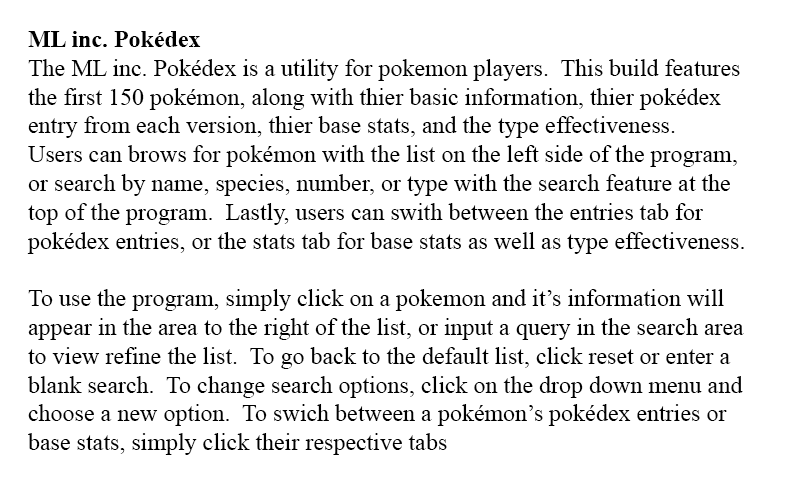 ML inc. Pokédex
The ML inc. Pokédex is a utility for pokemon players.  This build features
the first 150 pokémon, along with thier basic information, thier pokédex
entry from each version, thier base stats, and the type effectiveness.
Users can brows for pokémon with the list on the left side of the program,
or search by name, species, number, or type with the search feature at the
top of the program.  Lastly, users can swith between the entries tab for
pokédex entries, or the stats tab for base stats as well as type effectiveness.

To use the program, simply click on a pokemon and it’s information will
appear in the area to the right of the list, or input a query in the search area
to view refine the list.  To go back to the default list, click reset or enter a
blank search.  To change search options, click on the drop down menu and
choose a new option.  To swich between a pokémon’s pokédex entries or
base stats, simply click their respective tabs